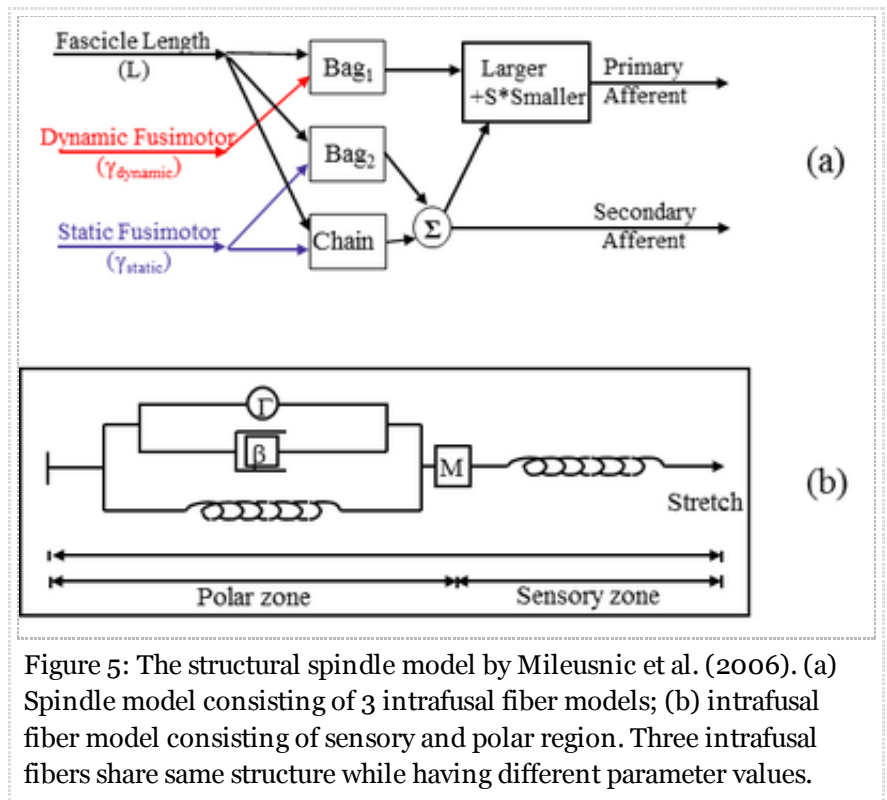 Fascicle Length
(L)
Dynamic Fusimotor
(γdynamic)
Static Fusimotor
(γstatic)
Bag1
Bag2
Chain
Σ
Larger
+S*Smaller
Primary
Afferent
Secondary
Afferent
(a)
Γ
β
M
Stretch
Polar zone
Sensory zone
(b)
Figure 5: The structural spindle model by Mileusnic et al. (2006). (a)
Spindle model consisting of 3 intrafusal fiber models; (b) intrafusal
fiber model consisting of sensory and polar region. Three intrafusal
fibers share same structure while having different parameter values.